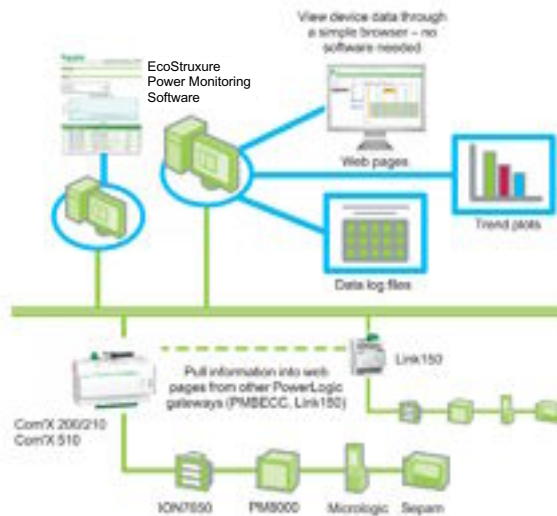 View device data through
a simple browser – no
software needed
EcoStruxure
Power Monitoring
Software
Web pages
Trend plots
Data log files
Link150
Pull information into web
pages from other PowerLogic
gateways (PMBECC, Link150)
Com'X 200/210
Com'X 510
ION7650
PM8000
Micrologic
Sepam